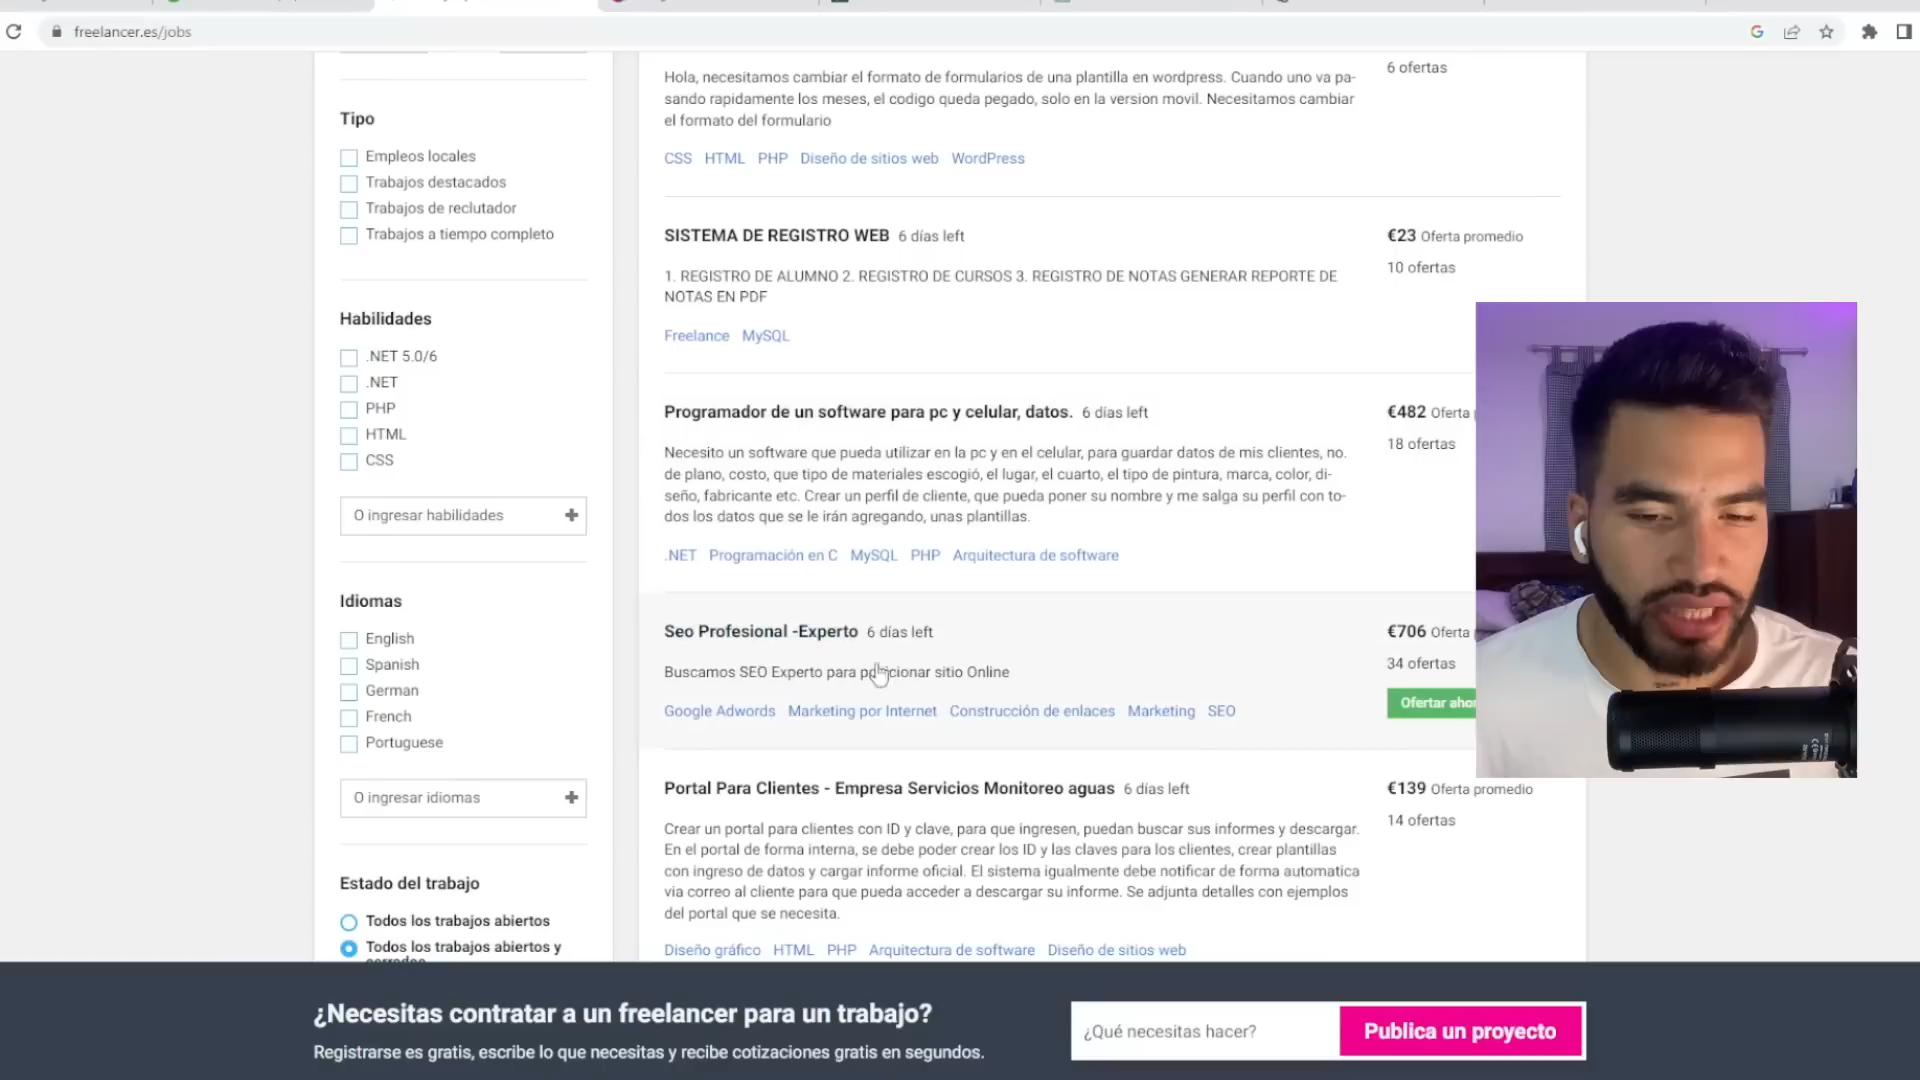 freelancer.es/jobs
Tipo
Empleos locales
Trabajos destacados
Trabajos de reclutador
Trabajos a tiempo completo
Habilidades
.NET 5.0/6
.NET
PHP
HTML
CSS
O ingresar habilidades
Idiomas
English
Spanish
German
French
Portuguese
O ingresar idiomas
Estado del trabajo
Todos los trabajos abiertos
Todos los trabajos abiertos y
Hola, necesitamos cambiar el formato de formularios de una plantilla en wordpress. Cuando uno va pa-
sando rapidamente los meses, el codigo queda pegado, solo en la version movil. Necesitamos cambiar
el formato del formulario
CSS HTML PHP Diseño de sitios web WordPress
6 ofertas
SISTEMA DE REGISTRO WEB 6 días left
€23 Oferta promedio
10 ofertas
1. REGISTRO DE ALUMNO 2. REGISTRO DE CURSOS 3. REGISTRO DE NOTAS GENERAR REPORTE DE
NOTAS EN PDF
Freelance MySQL
Programador de un software para pc y celular, datos. 6 días left
€482 Oferta
18 ofertas
Necesito un software que pueda utilizar en la pc y en el celular, para guardar datos de mis clientes, no.
de plano, costo, que tipo de materiales escogió, el lugar, el cuarto, el tipo de pintura, marca, color, di-
seño, fabricante etc. Crear un perfil de cliente, que pueda poner su nombre y me salga su perfil con to-
dos los datos que se le irán agregando, unas plantillas.
.NET Programación en C MySQL PHP Arquitectura de software
Seo Profesional -Experto 6 días left
€706 Oferta
34 ofertas
Buscamos SEO Experto para posicionar sitio Online
Ofertar ahor
Google Adwords Marketing por Internet Construcción de enlaces Marketing SEO
Portal Para Clientes - Empresa Servicios Monitoreo aguas 6 días left
€139 Oferta promedio
14 ofertas
Crear un portal para clientes con ID y clave, para que ingresen, puedan buscar sus informes y descargar.
En el portal de forma interna, se debe poder crear los ID y las claves para los clientes, crear plantillas
con ingreso de datos y cargar informe oficial. El sistema igualmente debe notificar de forma automatica
via correo al cliente para que pueda acceder a descargar su informe. Se adjunta detalles con ejemplos
del portal que se necesita.
Diseño gráfico HTML PHP Arquitectura de software Diseño de sitios web
¿Necesitas contratar a un freelancer para un trabajo?
Registrarse es gratis, escribe lo que necesitas y recibe cotizaciones gratis en segundos.
¿Qué necesitas hacer?
Publica un proyecto